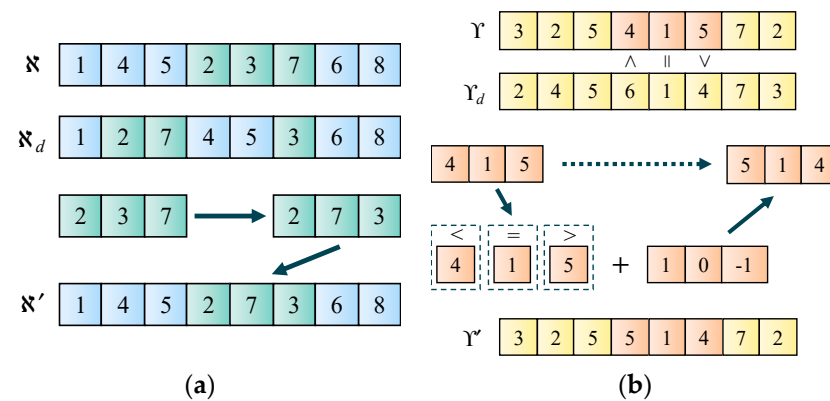 ℵ 1 4 5 2 3 7 6 8
ℵd 1 2 7 4 5 3 6 8
2 3 7 2 7 3
ℵ′ 1 4 5 2 7 3 6 8
(a)
ϒ 3 2 5 4 1 5 7 2
∧ || ∨
ϒd 2 4 5 6 1 4 7 3
4 1 5 5 1 4
< = >
4 1 5 + 1 0 -1
ϒ′ 3 2 5 5 1 4 7 2
(b)